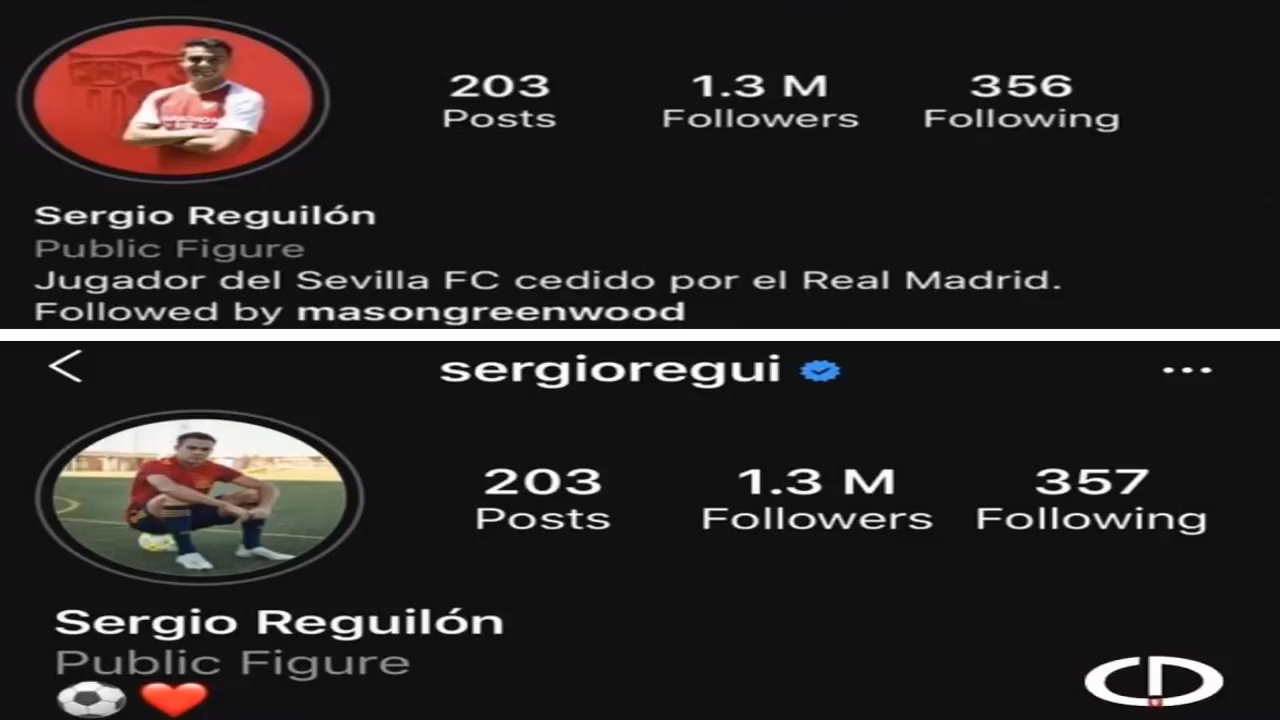 203 1.3 M 356
Posts Followers Following
Sergio Reguilón
Public Figure
Jugador del Sevilla FC cedido por el Real Madrid.
Followed by masongreenwood
sergioregui
203 1.3 M 357
Posts Followers Following
Sergio Reguilón
Public Figure